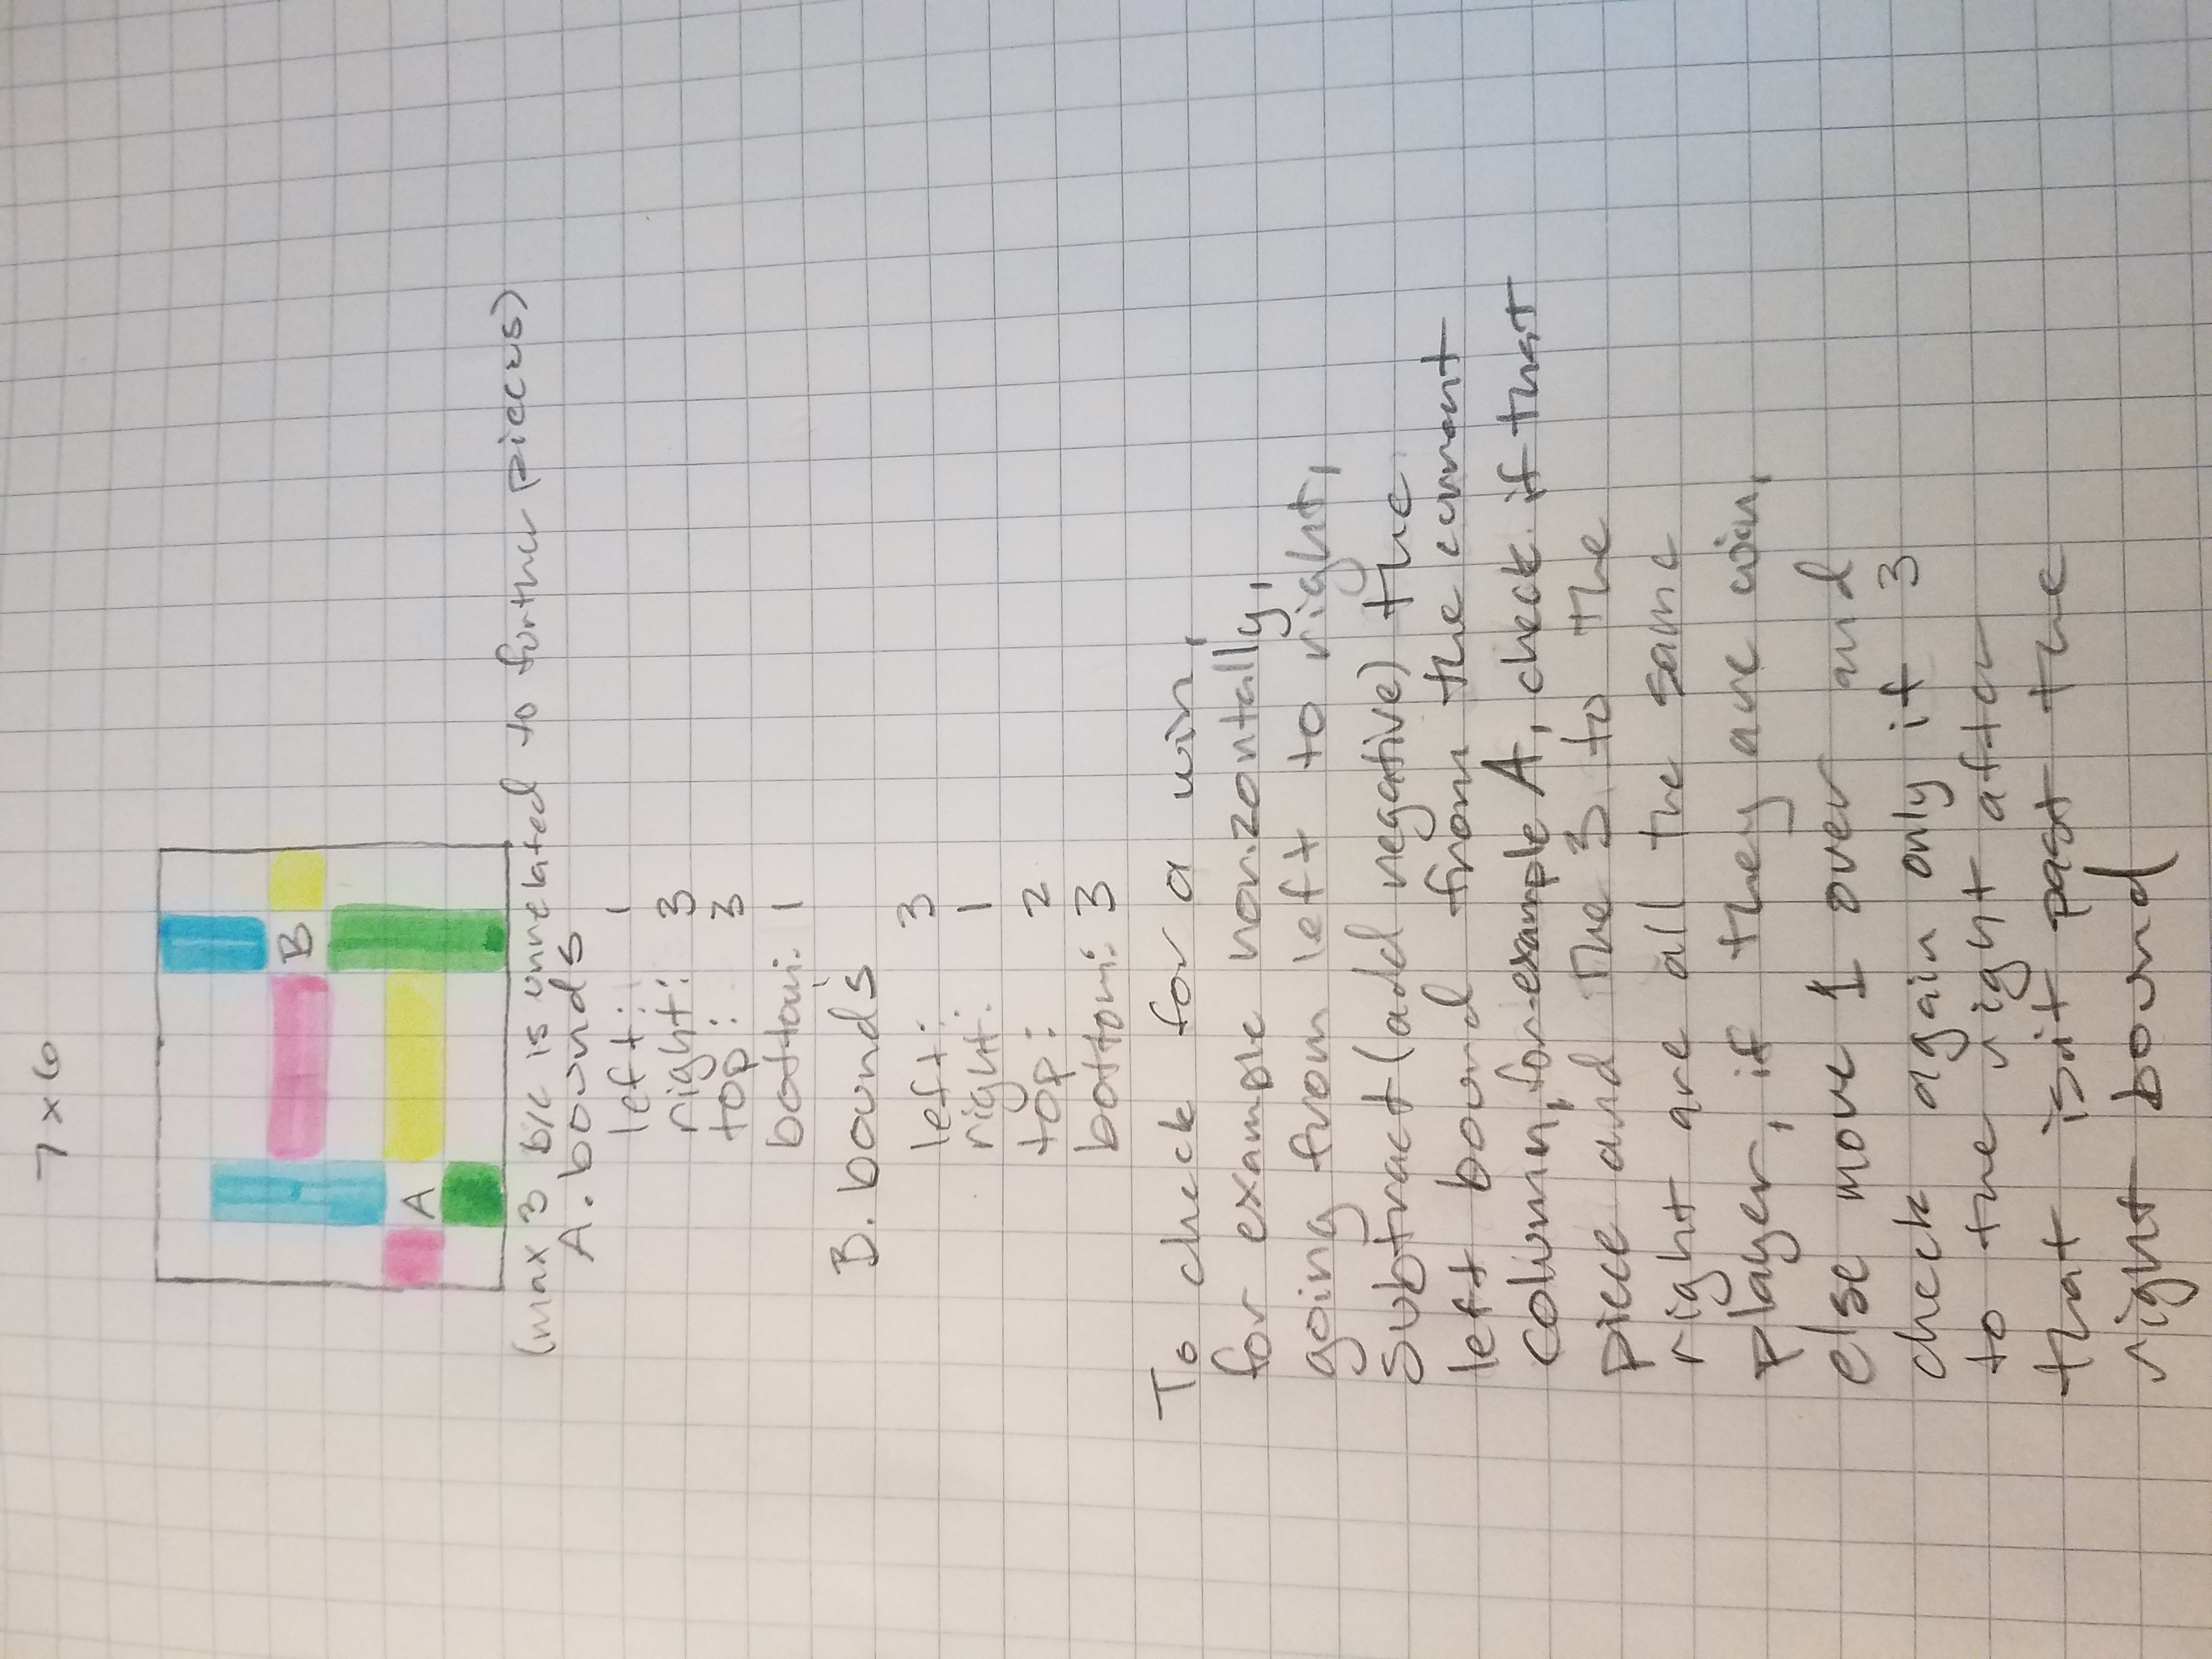 7 x 6
B
A
(max 3 b/c is unrelated to further pieces)
A. bounds
left: 1
right: 3
top: 3
bottom: 1
B. bounds
left: 3
right: 1
top: 2
bottom: 3
To check for a win,
for example horizontally,
going from left to right,
subtract (add negative) the
left bound from the current
column, for example A, check if that
piece and the 3 to the
right are all the same
player, if they are win,
else move 1 over and
check again only if 3
to the right after
that isn't past the
right bound